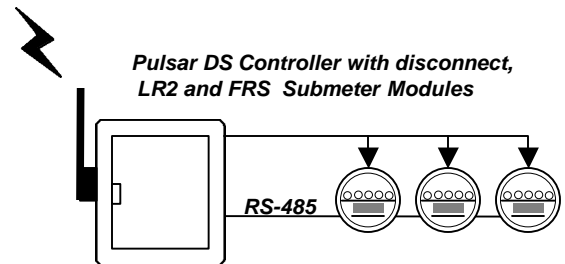 Pulsar DS Controller with disconnect,
LR2 and FRS Submeter Modules
RS-485